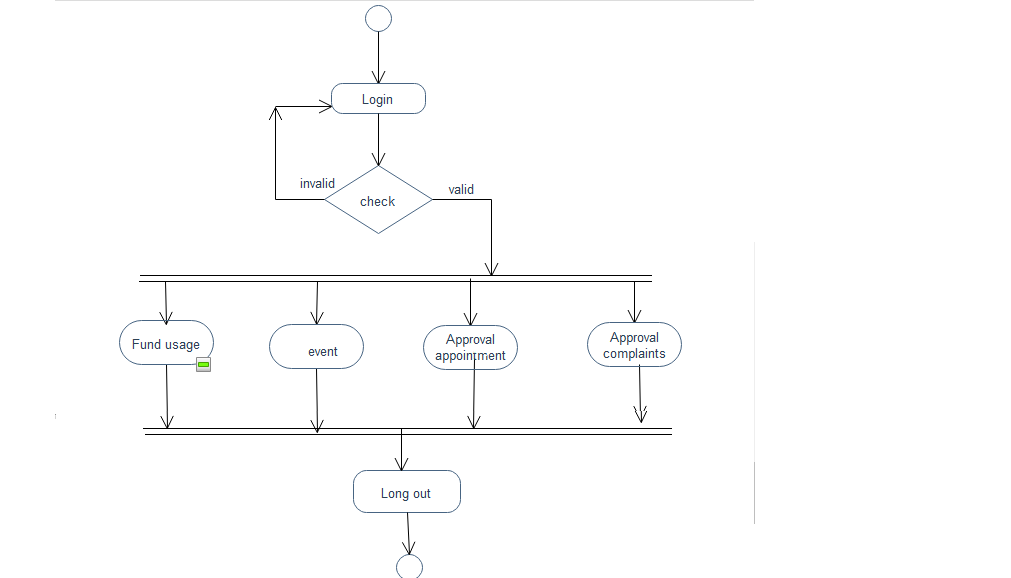 Login
invalid
valid
check
Fund usage
event
Approval
appointment
Approval
complaints
Long out